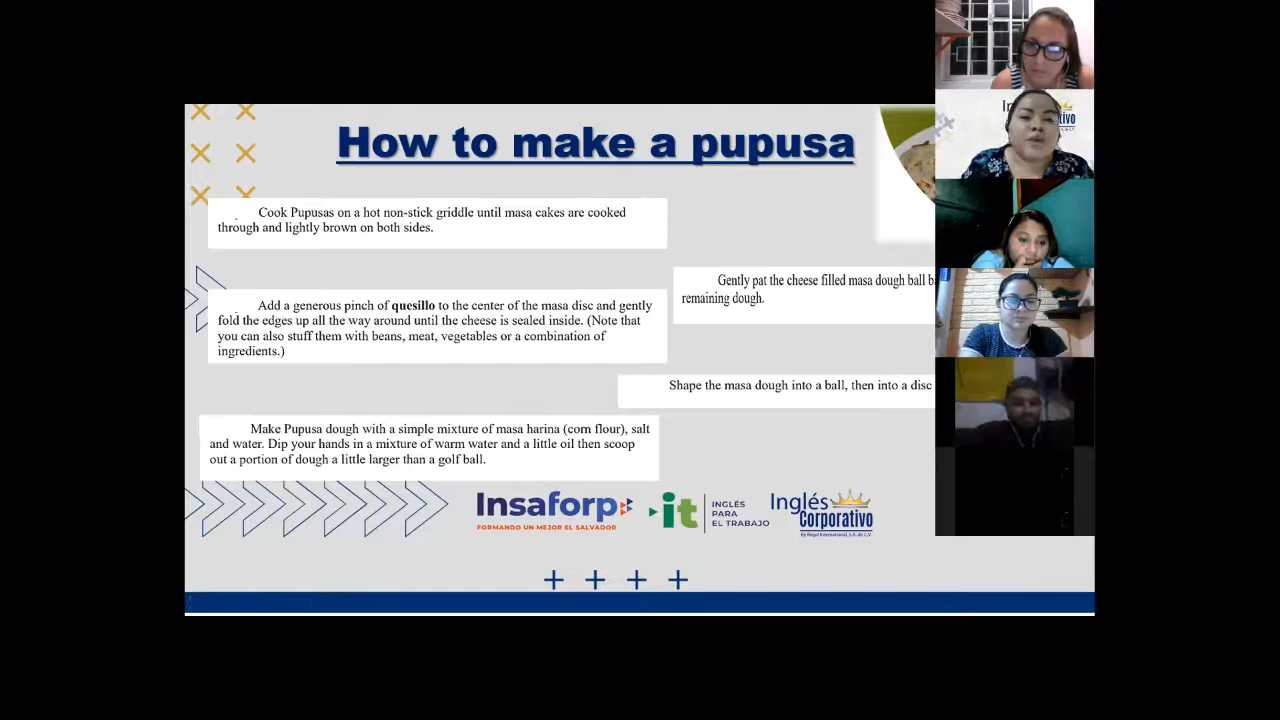 How to make a pupusa
Cook Pupusas on a hot non-stick griddle until masa cakes are cooked
through and lightly brown on both sides.
Gently pat the cheese filled masa dough ball
remaining dough.
Add a generous pinch of quesillo to the center of the masa disc and gently
fold the edges up all the way around until the cheese is sealed inside. (Note that
you can also stuff them with beans, meat, vegetables or a combination of
ingredients.)
Shape the masa dough into a ball, then into a disc
Make Pupusa dough with a simple mixture of masa harina (corn flour), salt
and water. Dip your hands in a mixture of warm water and a little oil then scoop
out a portion of dough a little larger than a golf ball.
Insaforp
FORMANDO UN MEJOR EL SALVADOR
it
INGLÉS
PARA
EL TRABAJO
Inglés
Corporativo
by Regal International, S.A. de C.V.